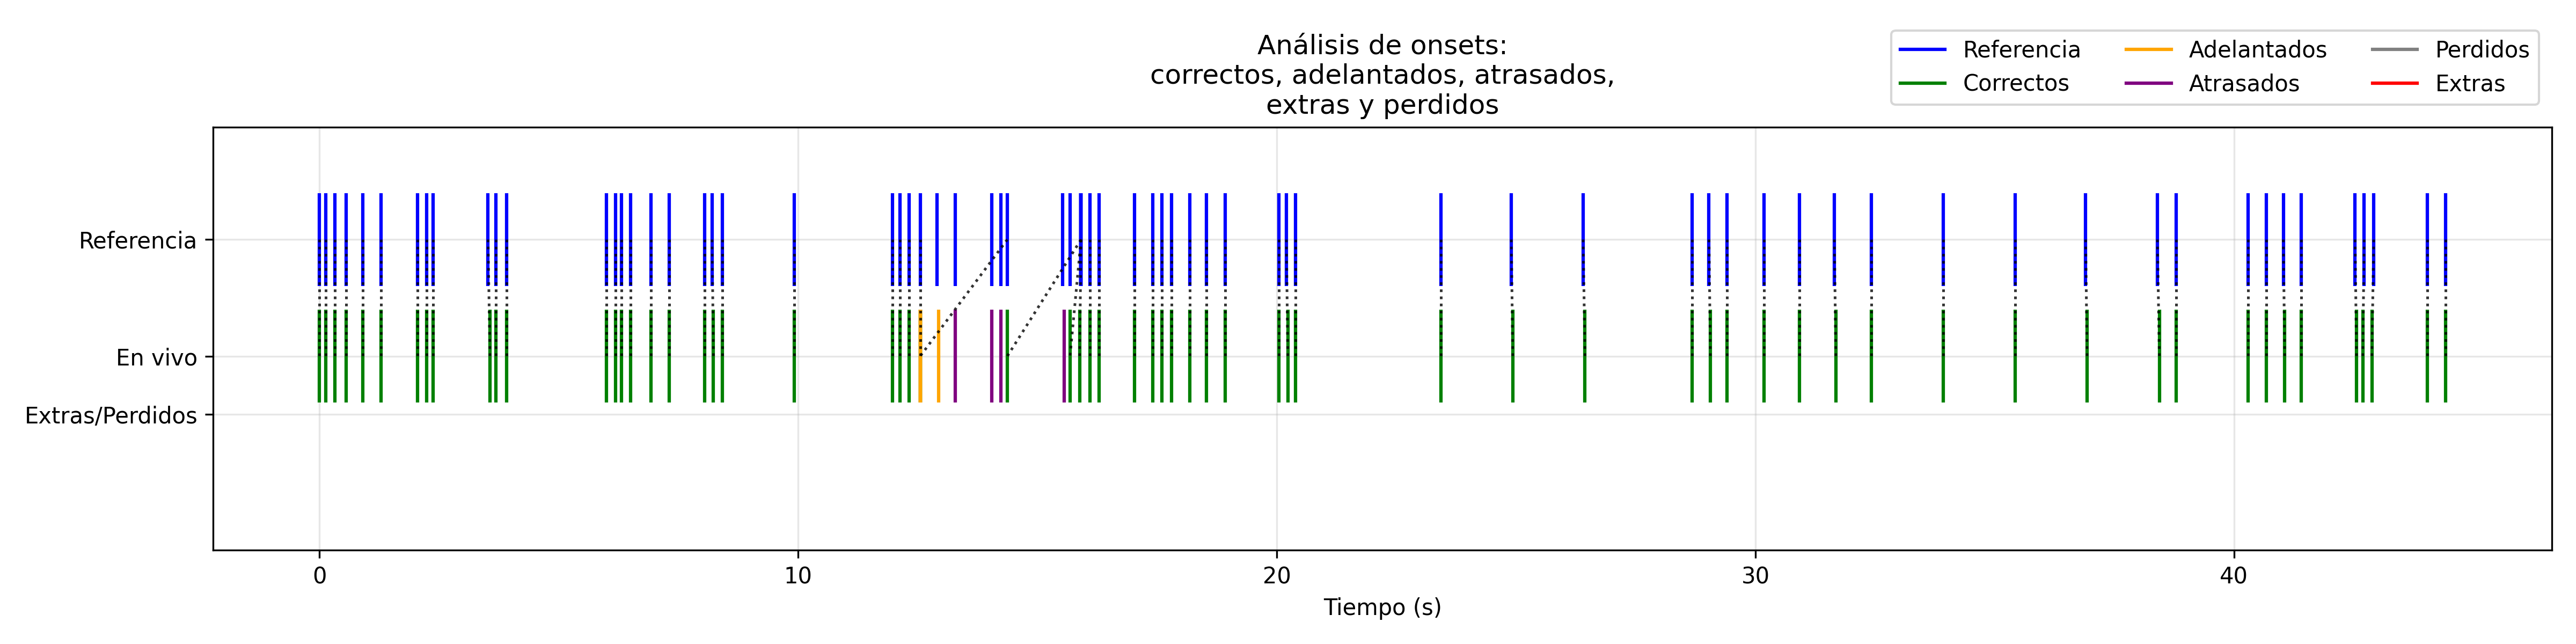 Análisis de onsets:
correctos, adelantados, atrasados,
extras y perdidos
Referencia Adelantados Perdidos
Correctos Atrasados Extras
Referencia
En vivo
Extras/Perdidos
0 10 20 30 40
Tiempo (s)